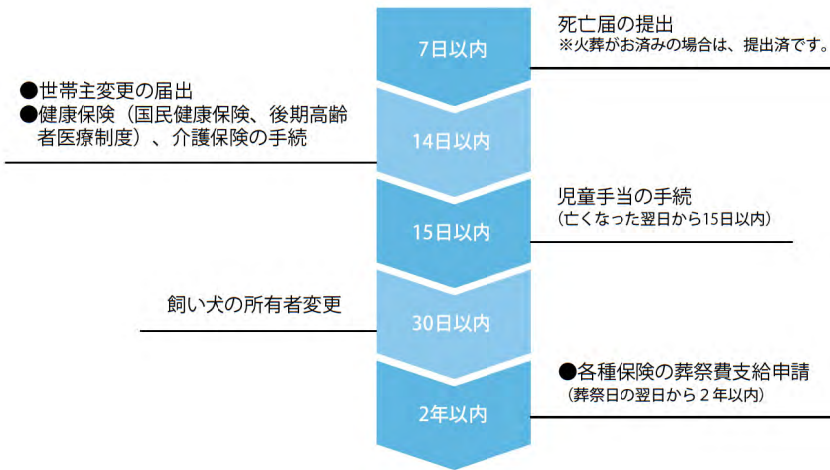 7日以内
死亡届の提出
※火葬がお済みの場合は、提出済です。
●世帯主変更の届出
●健康保険（国民健康保険、後期高齢
者医療制度）、介護保険の手続
14日以内
15日以内
児童手当の手続
（亡くなった翌日から15日以内）
飼い犬の所有者変更
30日以内
2年以内
●各種保険の葬祭費支給申請
（葬祭日の翌日から２年以内）